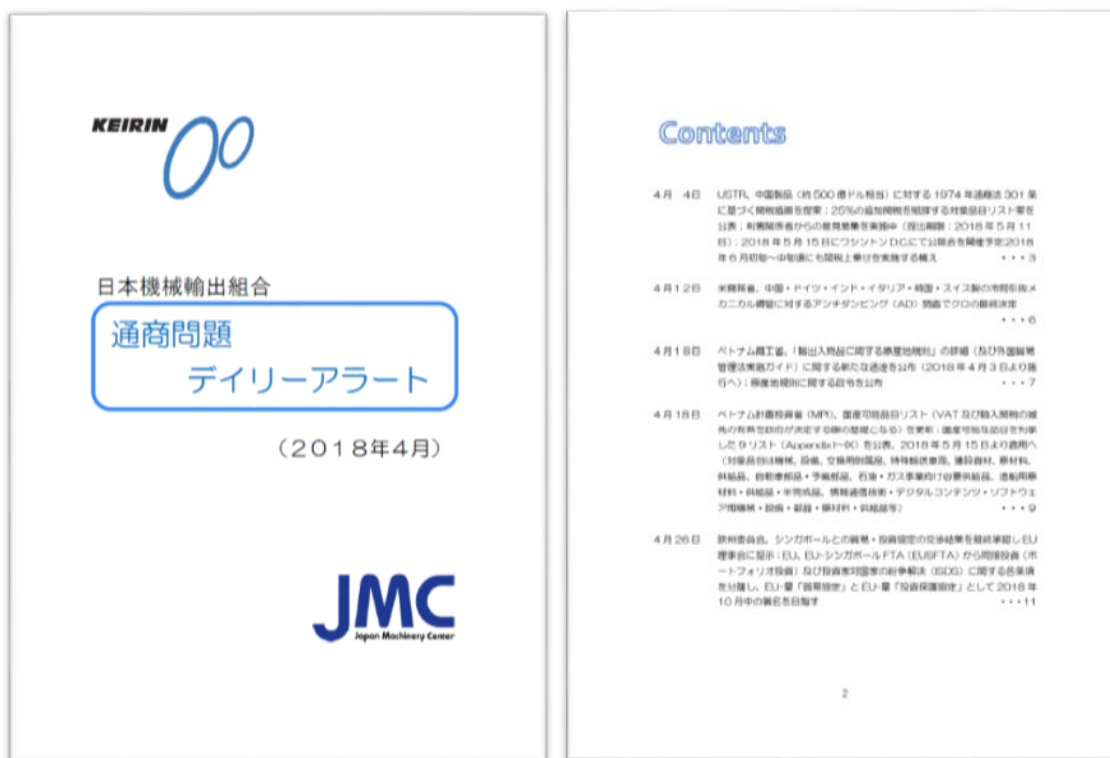 KEIRIN
日本機械輸出組合
通商問題
デイリーアラート
(2018年4月)
JMC
Japan Machinery Center
Contents
4月 4日 USTR、中国製品(約500億ドル相当)に対する1974年通商法301条
に基づく関税措置を提案:25%の追加関税を賦課する対象品目リスト案を
公表:利害関係者からの意見募集を実施中(提出期限:2018年5月11
日):2018年5月15日にワシントンD.C.にて公聴会を開催予定2018
年6月初旬~中旬頃にも関税上乗せを実施する構え ・・・3
4月12日 米商務省、中国・ドイツ・インド・イタリア・韓国・スイス製の冷間引抜メ
カニカル鋼管に対するアンチダンピング(AD)調査でクロの最終決定
・・・6
4月18日 ベトナム商工省、「輸出入物品に関する原産地規則」の詳細(及び外国貿易
管理法実施ガイド)に関する新たな通達を公布(2018年4月3日より施
行へ):原産地規則に関する政令を公布 ・・・7
4月18日 ベトナム計画投資省(MPI)、国産可能品目リスト(VAT及び輸入関税の
優先の有無を政府が決定する際の基礎となる)を更新:国産可能な品目を列挙
した9リスト(AppendixI~IX)を公表、2018年5月15日より適用へ
(対象品目は機械、設備、交換用附属品、特殊輸送車両、建設資材、原材料、
供給品、自動車部品・予備部品、石油・ガス事業向け必要供給品、造船用原
材料・供給品・半完成品、情報通信技術・デジタルコンテンツ・ソフトウェ
ア用機械・設備・部品・原材料・供給品等) ・・・9
4月26日 欧州委員会、シンガポールとの貿易・投資協定の交渉結果を最終承認しEU
理事会に提示:EU、EU-シンガポールFTA(EUSFTA)から間接投資(ポ
ートフォリオ投資)及び投資家対国家の紛争解決(ISDS)に関する各条項
を分離し、EU-星「貿易協定」とEU-星「投資保護協定」として2018年
10月中の署名を目指す ・・・11
2